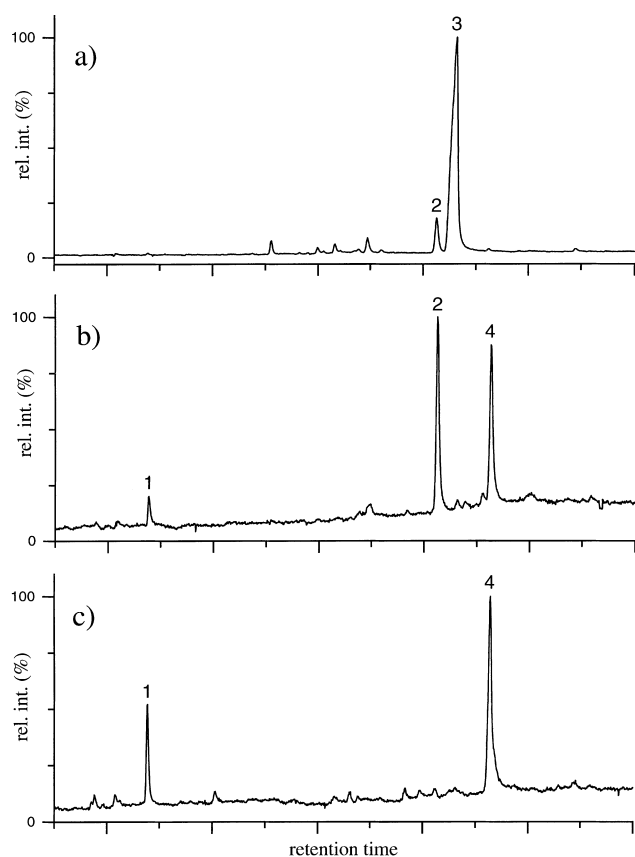 100
a)
3
2
rel. int. (%)
0
100
b)
2
4
1
rel. int. (%)
0
100
c)
4
1
rel. int. (%)
0
retention time